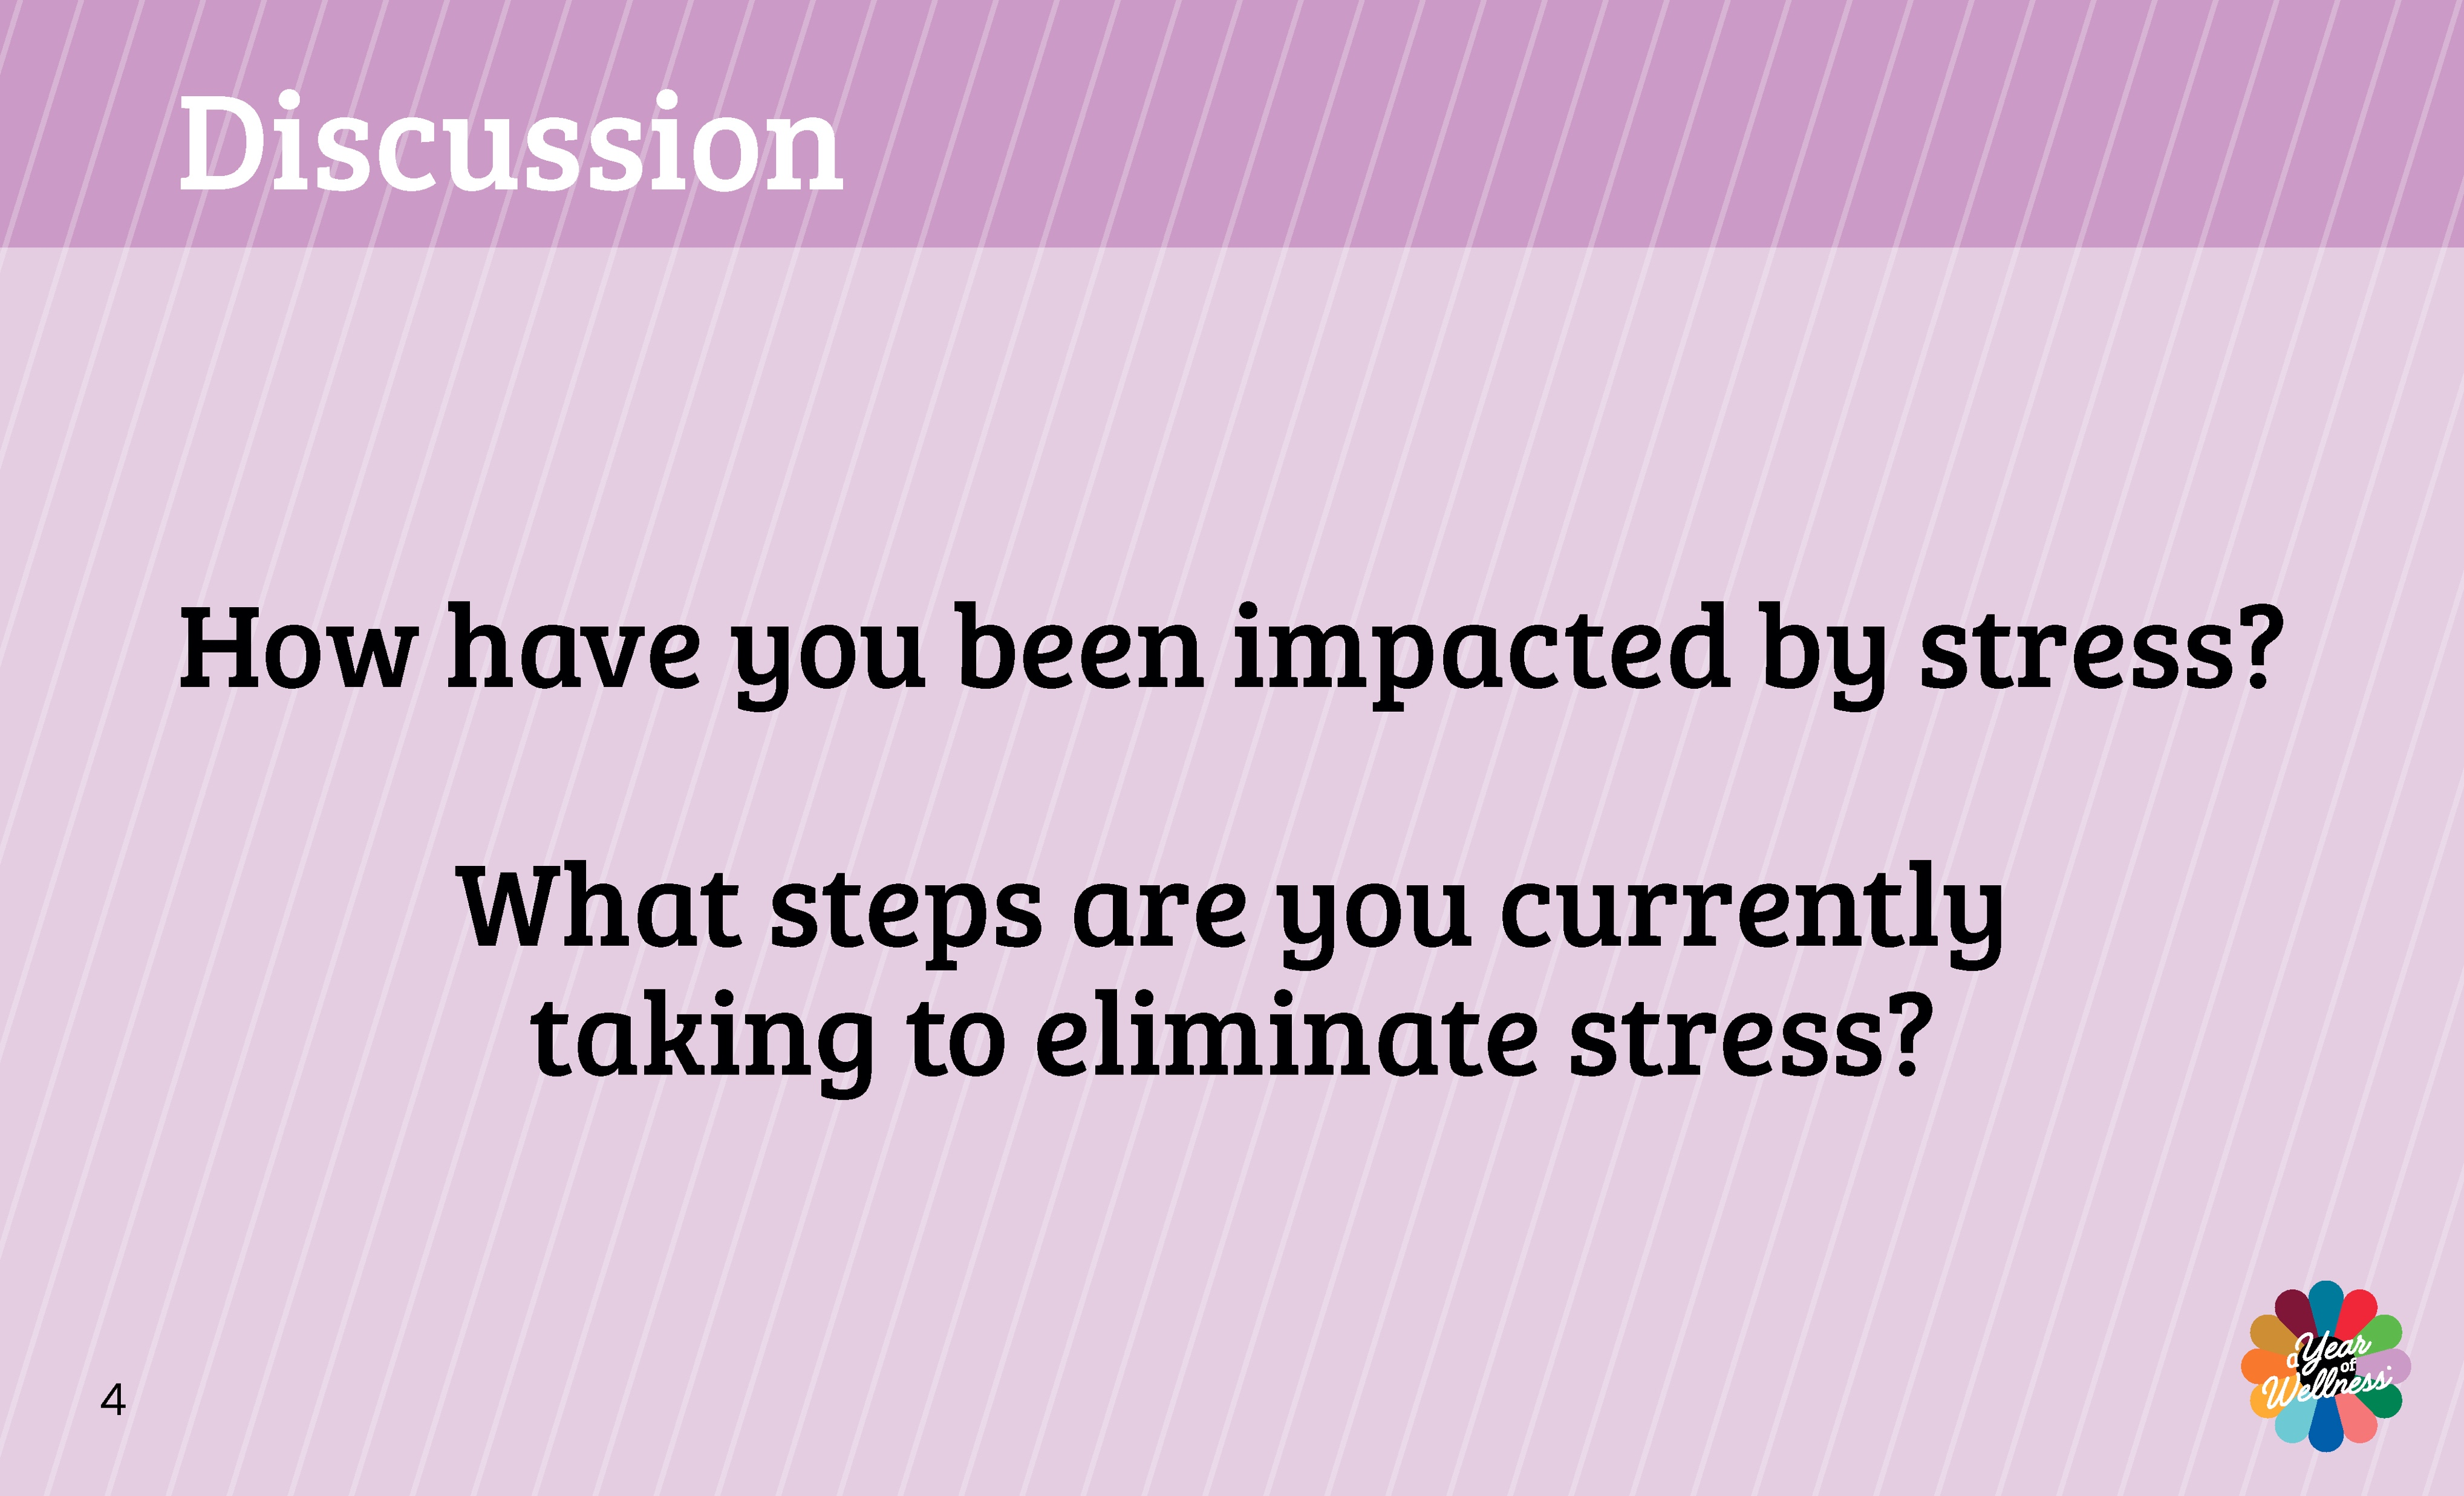 Discussion
How have you been impacted by stress?
What steps are you currently
taking to eliminate stress?
4
a Year
of
Wellness